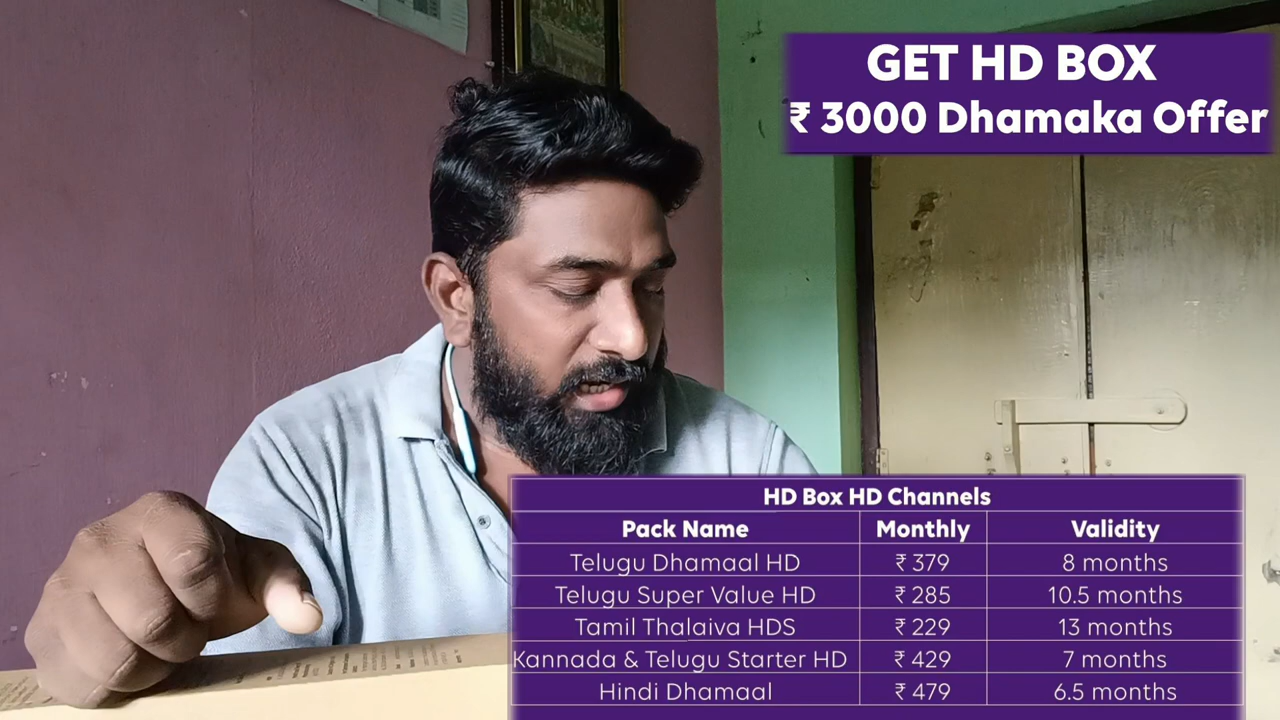 GET HD BOX
₹ 3000 Dhamaka Offer
HD Box HD Channels
Pack Name Monthly Validity
Telugu Dhamaal HD ₹ 379 8 months
Telugu Super Value HD ₹ 285 10.5 months
Tamil Thalaiva HDS ₹ 229 13 months
Kannada & Telugu Starter HD ₹ 429 7 months
Hindi Dhamaal ₹ 479 6.5 months